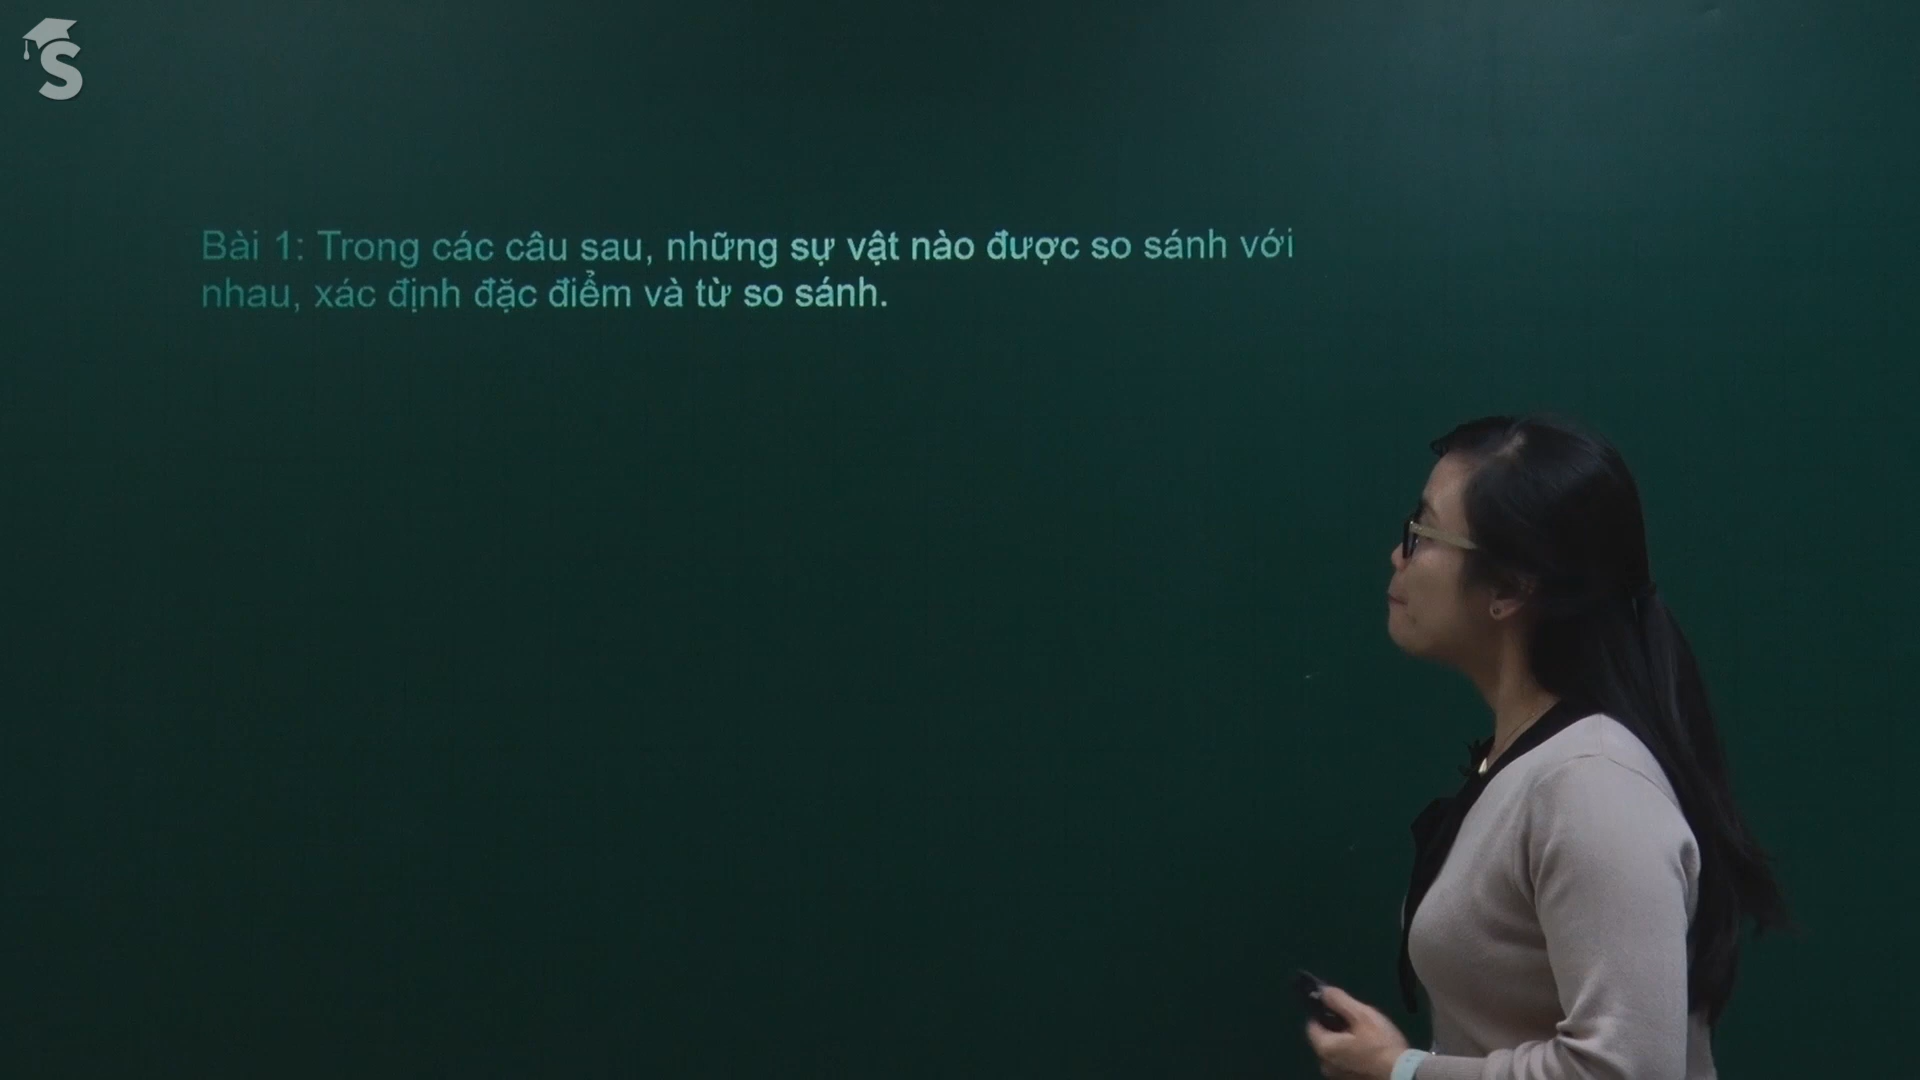 S
Bài 1: Trong các câu sau, những sự vật nào được so sánh với
nhau, xác định đặc điểm và từ so sánh.